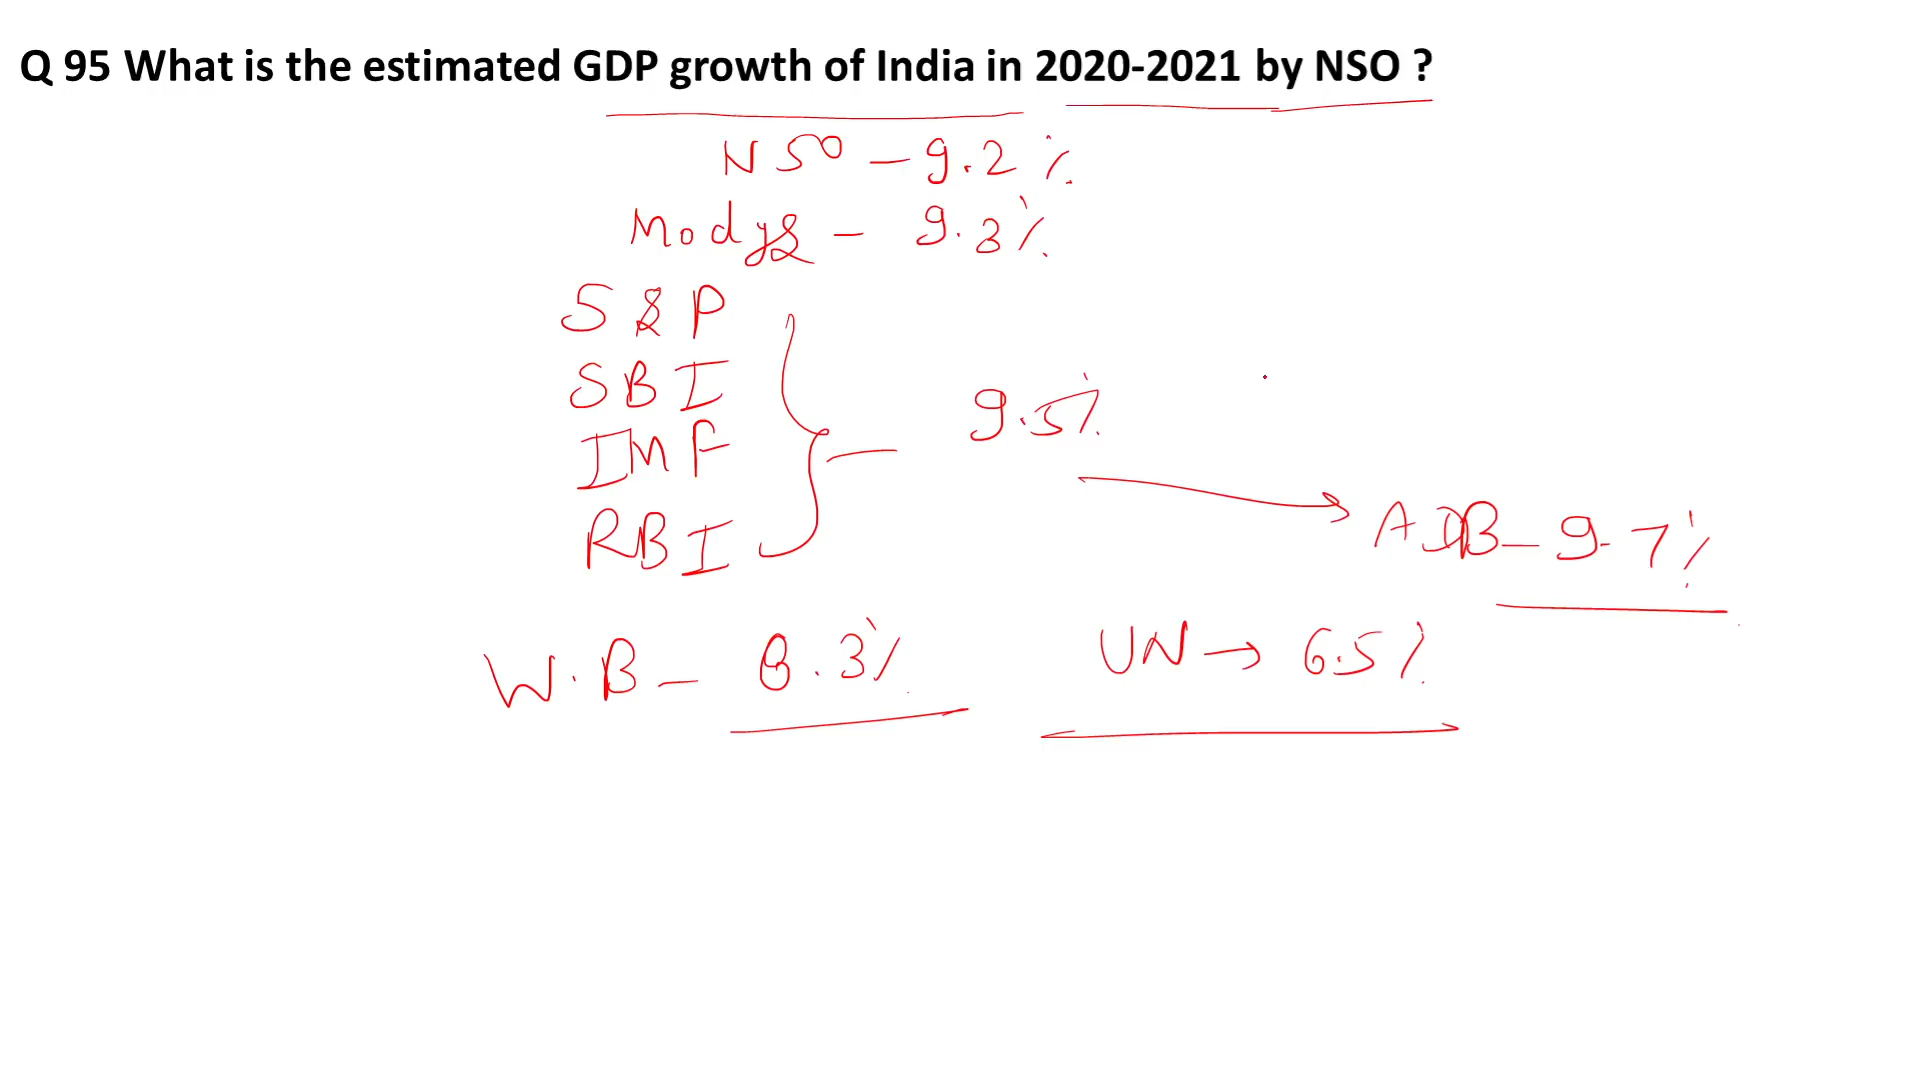 Q 95 What is the estimated GDP growth of India in 2020-2021 by NSO ?
NSO - 9.2 %
Modys - 9.3%
S & P
SBI
IMF
RBI
9.5%
ADB - 9.7%
W.B - 8.3%
UN → 6.5%